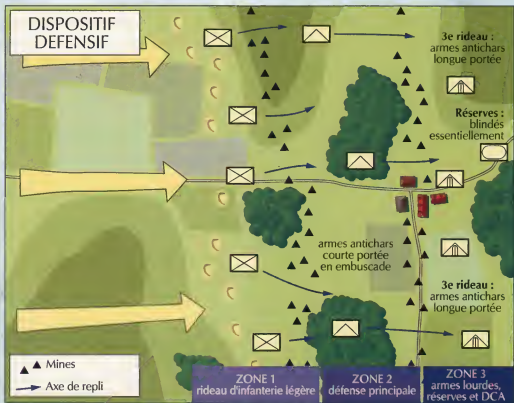 DISPOSITIF
DEFENSIF
3e rideau :
armes antichars
longue portée
Réserves :
blindés
essentiellement
armes antichars
courte portée
en embuscade
3e rideau :
armes antichars
longue portée
Mines
Axe de repli
ZONE 1
rideau d'infanterie légère
ZONE 2
défense principale
ZONE 3
armes lourdes,
réserves et DCA